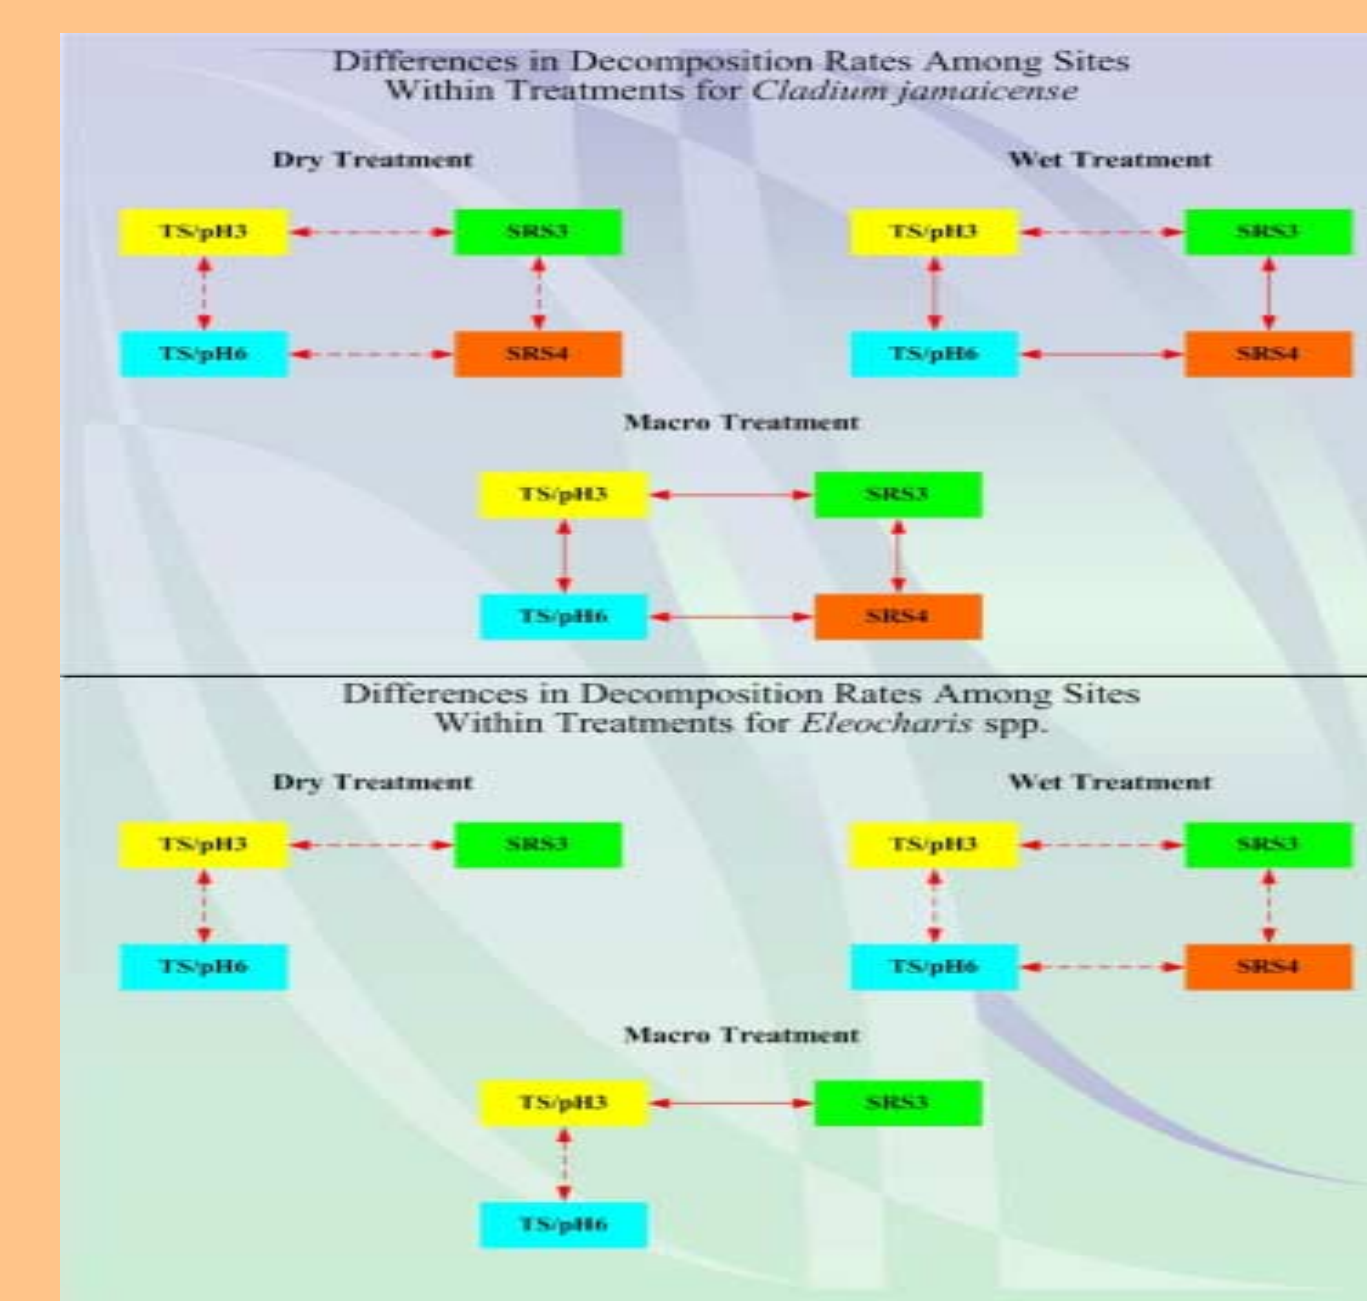 Differences in Decomposition Rates Among Sites
Within Treatments for Cladium jamaicense
Dry Treatment
Wet Treatment
TS/pH3
SRS3
TS/pH3
SRS3
TS/pH6
SRS4
TS/pH6
SRS4
Macro Treatment
TS/pH3
SRS3
TS/pH6
SRS4
Differences in Decomposition Rates Among Sites
Within Treatments for Eleocharis spp.
Dry Treatment
Wet Treatment
TS/pH3
SRS3
TS/pH3
SRS3
TS/pH6
TS/pH6
SRS4
Macro Treatment
TS/pH3
SRS3
TS/pH6